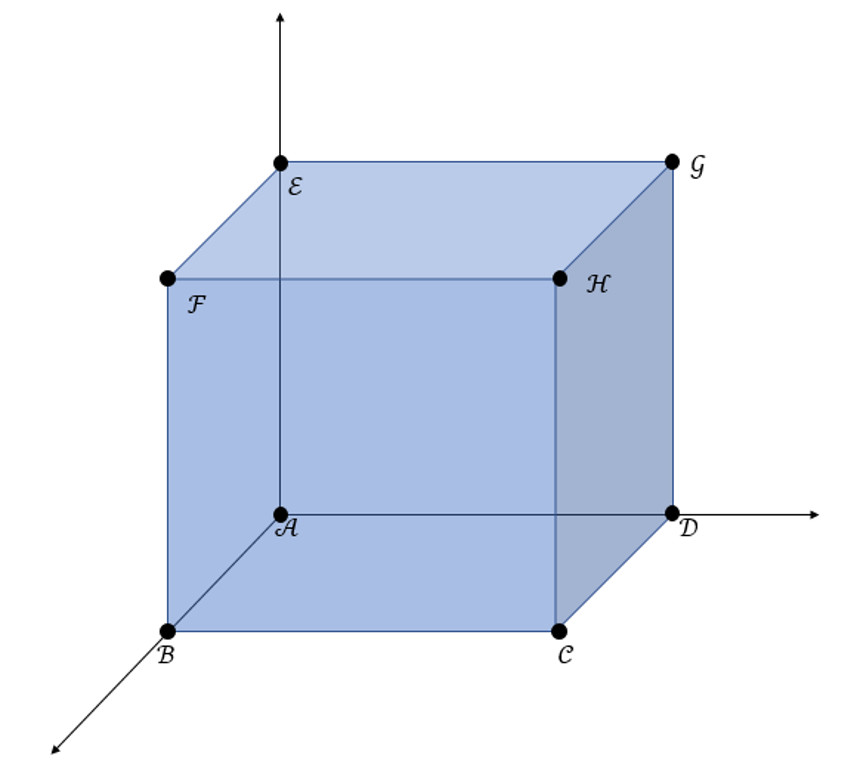 ℰ
𝒢
ℱ
ℋ
𝒜
𝒟
ℬ
𝒞